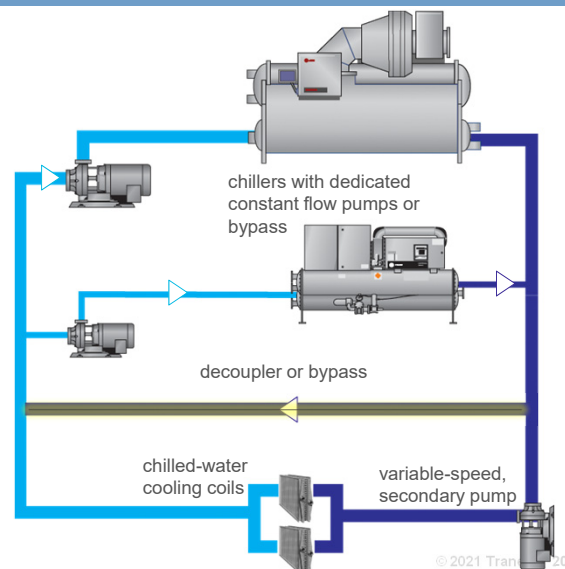 chillers with dedicated
constant flow pumps or
bypass
decoupler or bypass
chilled-water
cooling coils
variable-speed,
secondary pump
© 2021 Tran